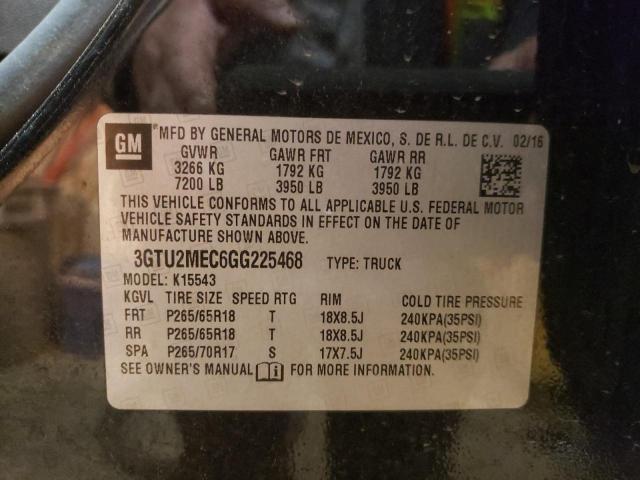 GM ® MFD BY GENERAL MOTORS DE MEXICO, S. DE R.L. DE C.V. 02/16
GVWR GAWR FRT GAWR RR
3266 KG 1792 KG 1792 KG
7200 LB 3950 LB 3950 LB
THIS VEHICLE CONFORMS TO ALL APPLICABLE U.S. FEDERAL MOTOR
VEHICLE SAFETY STANDARDS IN EFFECT ON THE DATE OF
MANUFACTURE SHOWN ABOVE.
3GTU2MEC6GG225468 TYPE: TRUCK
MODEL: K15543
KGVL TIRE SIZE SPEED RTG RIM COLD TIRE PRESSURE
FRT P265/65R18 T 18X8.5J 240KPA(35PSI)
RR P265/65R18 T 18X8.5J 240KPA(35PSI)
SPA P265/70R17 S 17X7.5J 240KPA(35PSI)
SEE OWNER'S MANUAL FOR MORE INFORMATION.